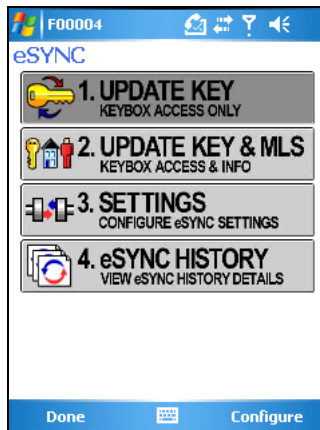 F00004
eSYNC
1. UPDATE KEY
KEYBOX ACCESS ONLY
2. UPDATE KEY & MLS
KEYBOX ACCESS & INFO
3. SETTINGS
CONFIGURE eSYNC SETTINGS
4. eSYNC HISTORY
VIEW eSYNC HISTORY DETAILS
Done Configure